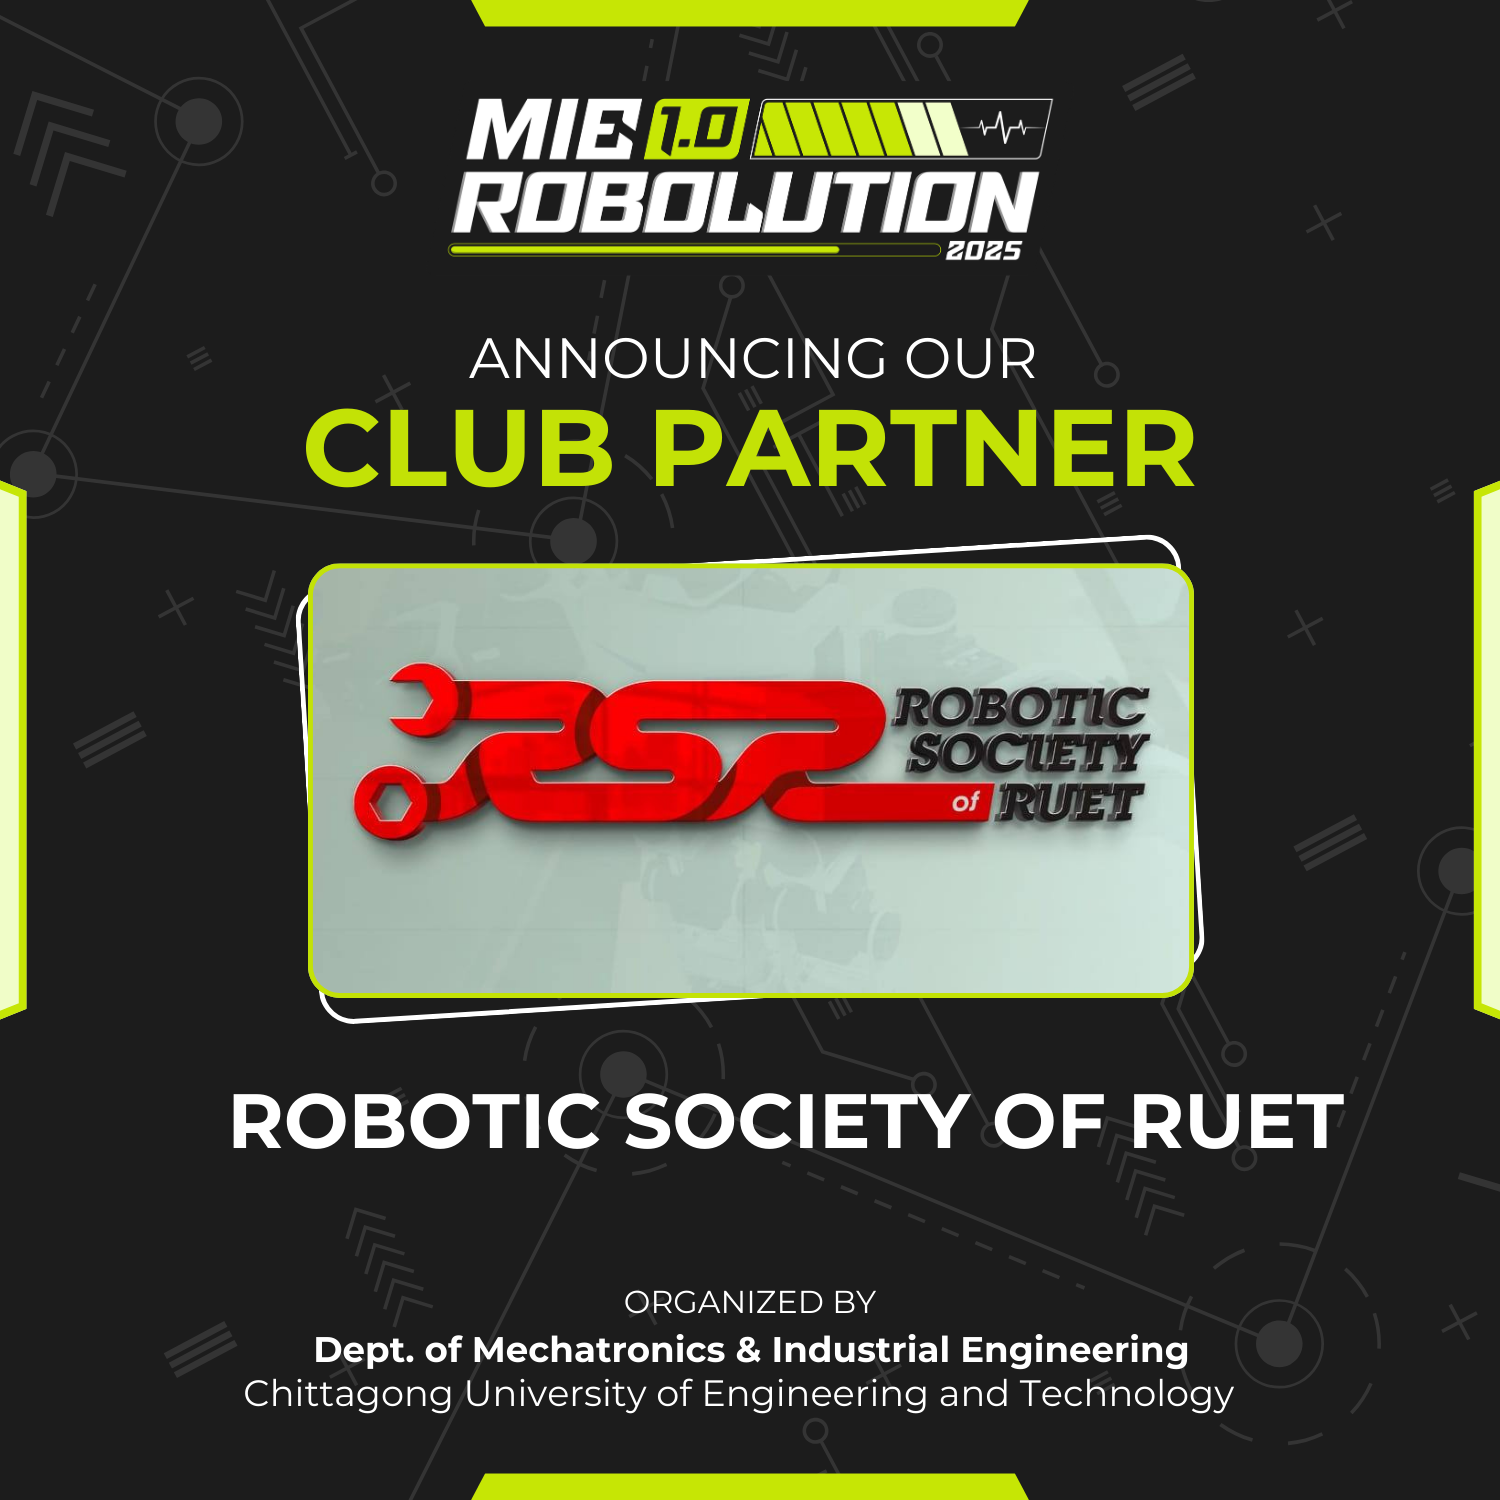 MIE 1.0
ROBOLUTION
2025
ANNOUNCING OUR
CLUB PARTNER
RSR
ROBOTIC
SOCIETY
of RUET
ROBOTIC SOCIETY OF RUET
ORGANIZED BY
Dept. of Mechatronics & Industrial Engineering
Chittagong University of Engineering and Technology